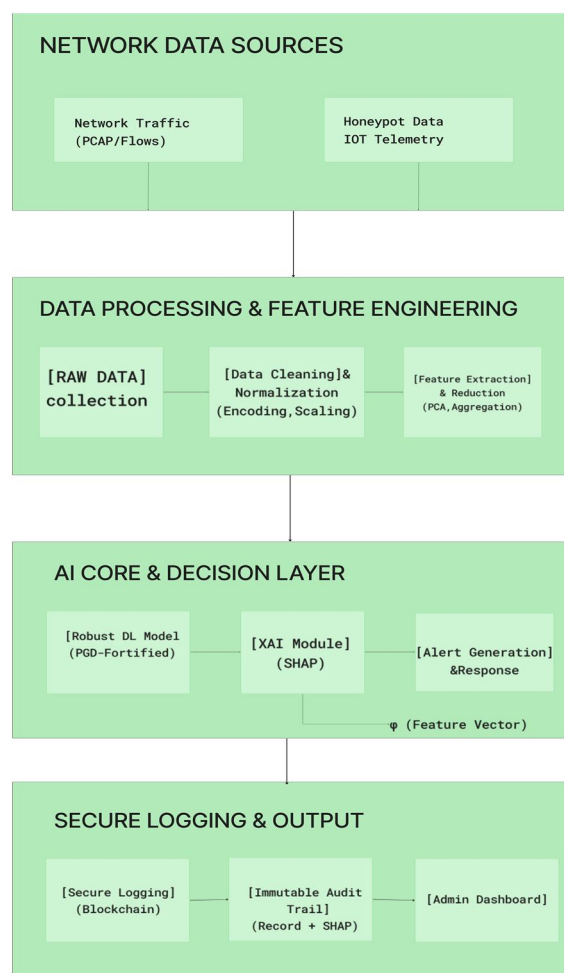 NETWORK DATA SOURCES
Network Traffic
(PCAP/Flows)
Honeypot Data
IOT Telemetry
DATA PROCESSING & FEATURE ENGINEERING
[RAW DATA]
collection
[Data Cleaning]&
Normalization
(Encoding,Scaling)
[Feature Extraction]
& Reduction
(PCA,Aggregation)
AI CORE & DECISION LAYER
[Robust DL Model
(PGD-Fortified)
[XAI Module]
(SHAP)
[Alert Generation]
&Response
φ (Feature Vector)
SECURE LOGGING & OUTPUT
[Secure Logging]
(Blockchain)
[Immutable Audit
Trail]
(Record + SHAP)
[Admin Dashboard]